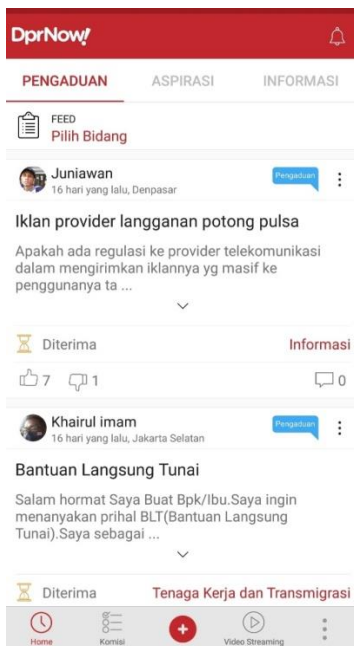 DprNow!
PENGADUAN ASPIRASI INFORMASI
FEED
Pilih Bidang
Juniawan
16 hari yang lalu, Denpasar
Pengaduan
Iklan provider langganan potong pulsa
Apakah ada regulasi ke provider telekomunikasi
dalam mengirimkan iklannya yg masif ke
penggunanya ta ...
Diterima Informasi
7 1 0
Khairul imam
16 hari yang lalu, Jakarta Selatan
Pengaduan
Bantuan Langsung Tunai
Salam hormat Saya Buat Bpk/Ibu.Saya ingin
menanyakan prihal BLT(Bantuan Langsung
Tunai).Saya sebagai ...
Diterima Tenaga Kerja dan Transmigrasi
Home Komisi Video Streaming